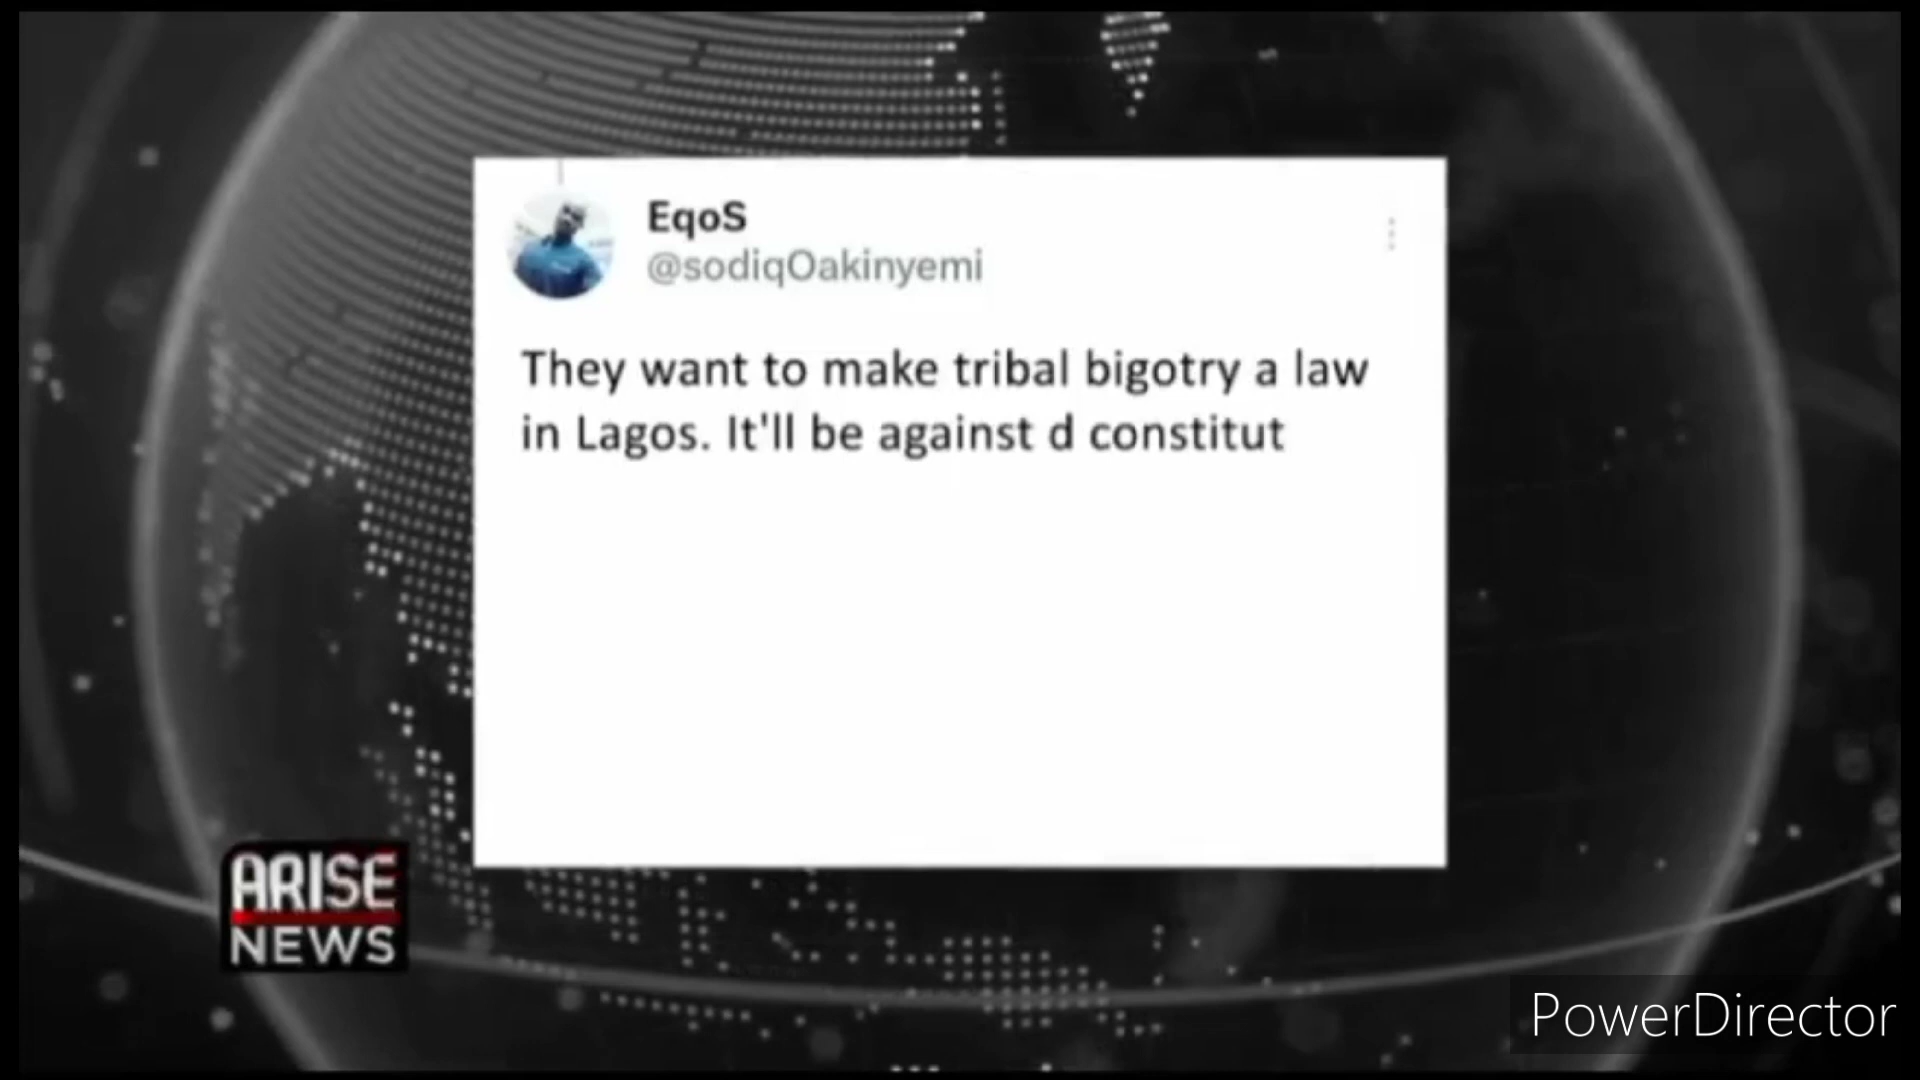 EqoS
@sodiqOakinyemi
They want to make tribal bigotry a law
in Lagos. It'll be against d constitut
ARISE
NEWS
PowerDirector